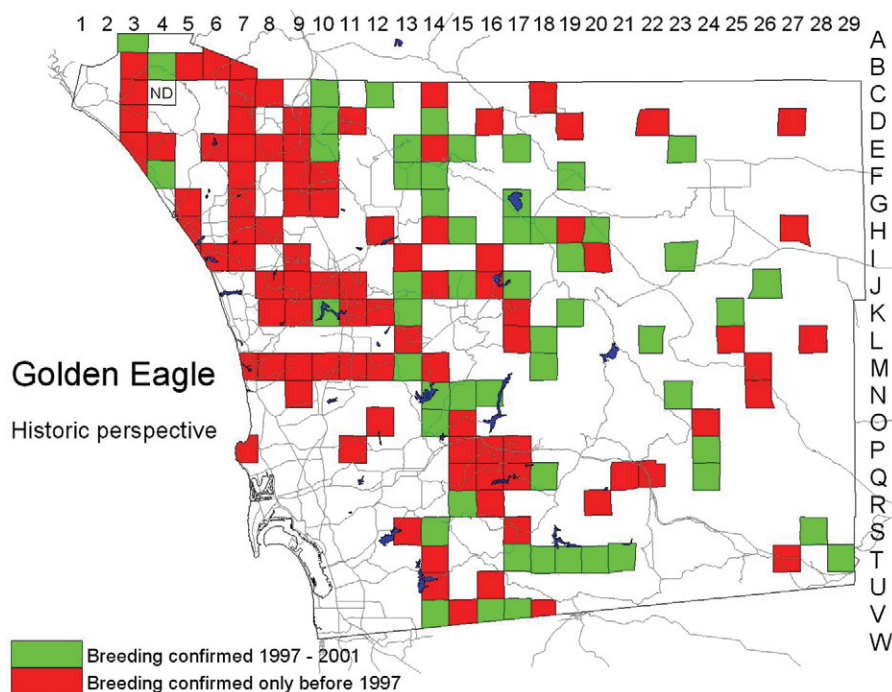 1 2 3 4 5 6 7 8 9 10 11 12 13 14 15 16 17 18 19 20 21 22 23 24 25 26 27 28 29
A
B
C
D
E
F
G
H
I
J
K
L
M
N
O
P
Q
R
S
T
U
V
W
ND
Golden Eagle
Historic perspective
Breeding confirmed 1997 - 2001
Breeding confirmed only before 1997